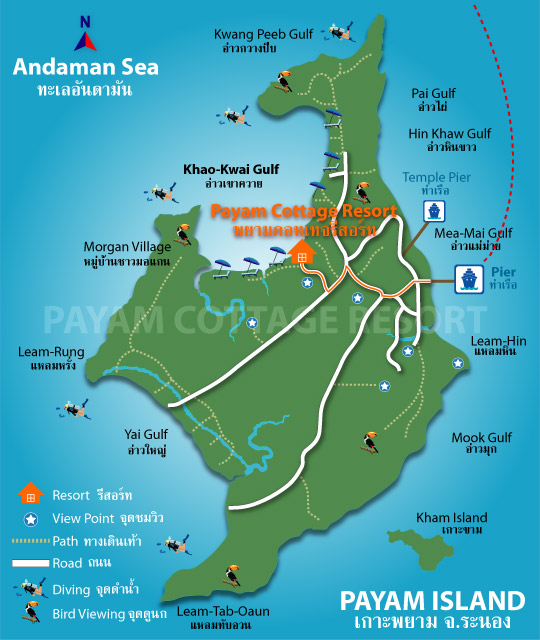 Kwang Peeb Gulf
อ่าวกวางปีบ
N
Andaman Sea
ทะเลอันดามัน
Pai Gulf
อ่าวไผ่
Hin Khaw Gulf
อ่าวหินขาว
Khao-Kwai Gulf
อ่าวเขาควาย
Temple Pier
ท่าเรือ
Payam Cottage Resort
พยามคอทเทจรีสอร์ท
Mea-Mai Gulf
อ่าวแม่ม่าย
Morgan Village
หมู่บ้านชาวมอแกน
Pier
ท่าเรือ
PAYAM COTTAGE RESORT
Leam-Hin
แหลมหิน
Leam-Rung
แหลมหรั่ง
Yai Gulf
อ่าวใหญ่
Mook Gulf
อ่าวมุก
Resort รีสอร์ท
View Point จุดชมวิว
Path ทางเดินเท้า
Road ถนน
Diving จุดดำน้ำ
Bird Viewing จุดดูนก
Kham Island
เกาะขาม
Leam-Tab-Oaun
แหลมทับอวน
PAYAM ISLAND
เกาะพยาม จ.ระนอง